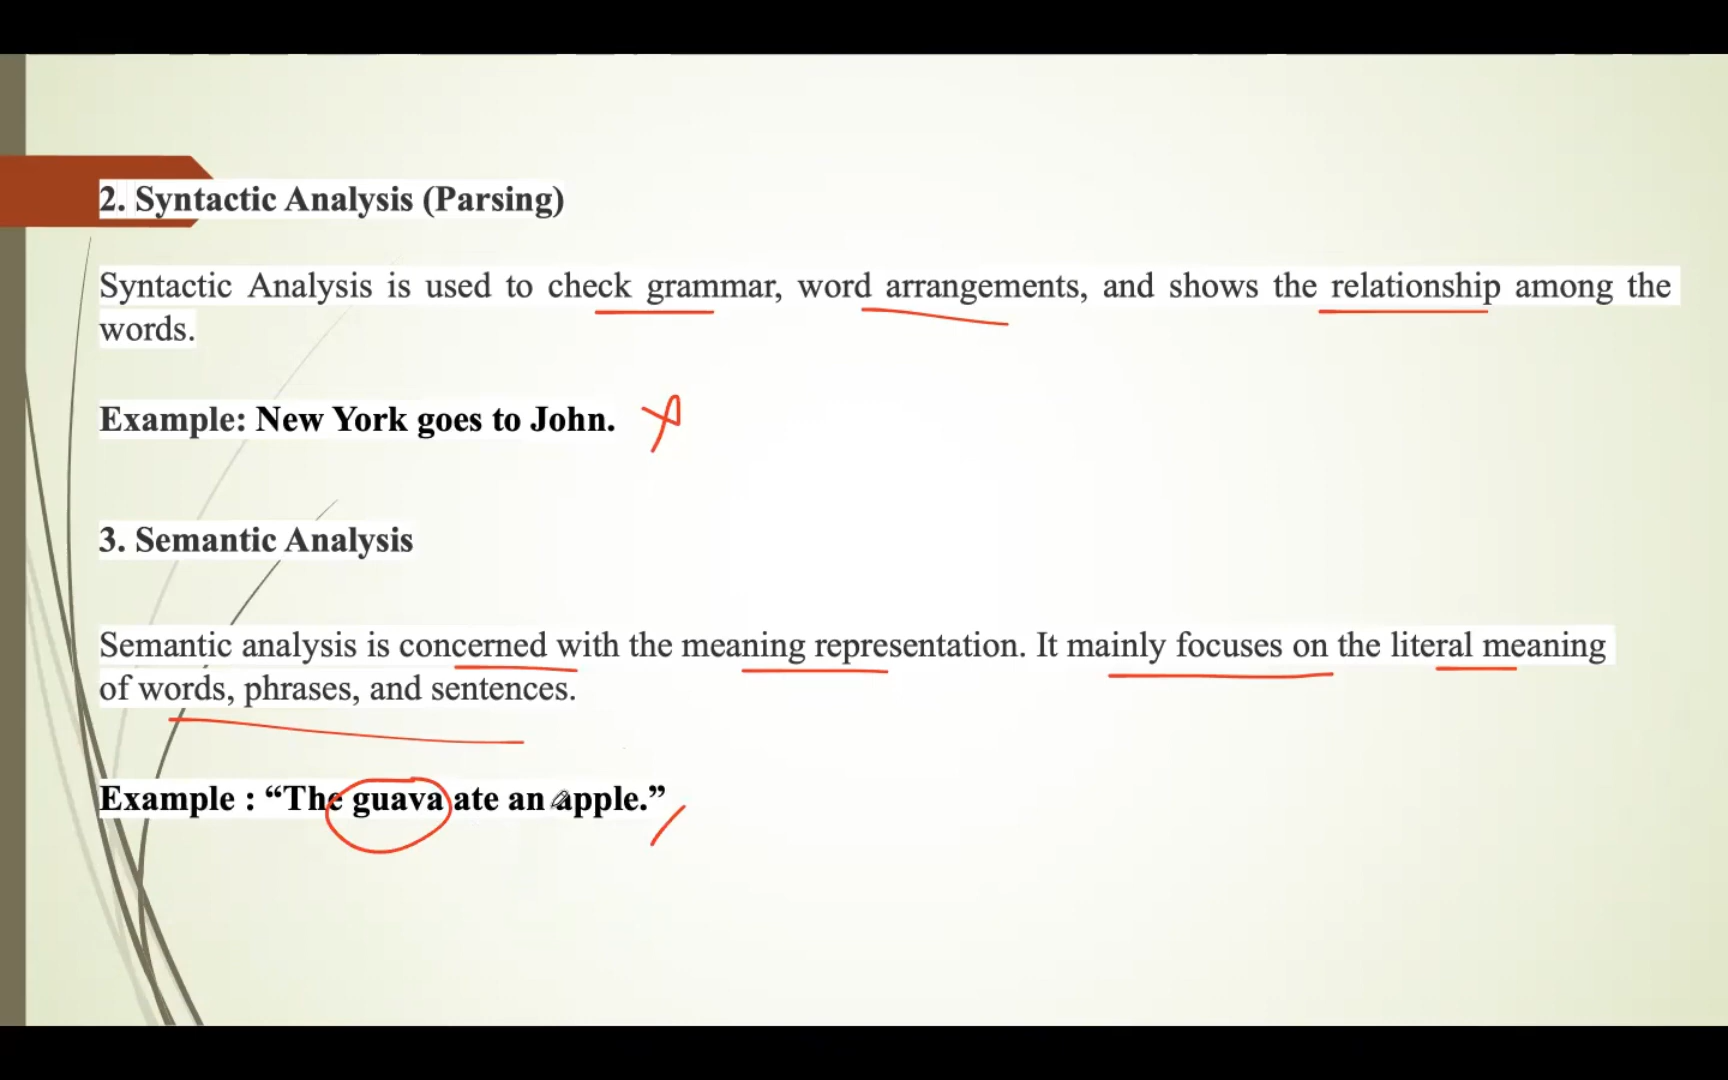 2. Syntactic Analysis (Parsing)
Syntactic Analysis is used to check grammar, word arrangements, and shows the relationship among the
words.
Example: New York goes to John.
3. Semantic Analysis
Semantic analysis is concerned with the meaning representation. It mainly focuses on the literal meaning
of words, phrases, and sentences.
Example : “The guava ate an apple.”